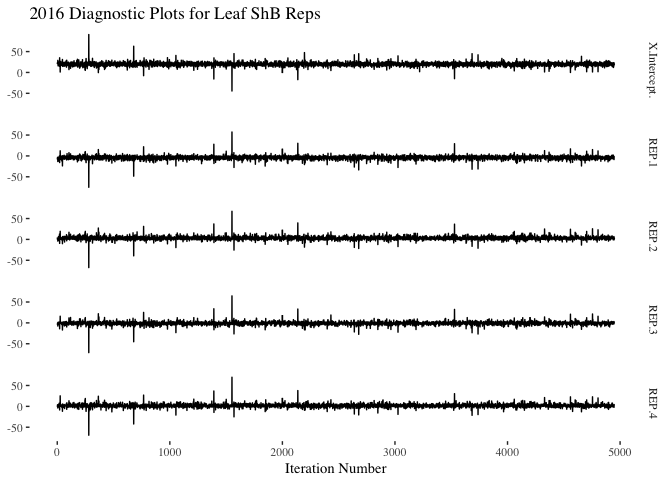 2016 Diagnostic Plots for Leaf ShB Reps
50
0
-50
X.Intercept.
50
0
-50
REP.1
50
0
-50
REP.2
50
0
-50
REP.3
50
0
-50
REP.4
0 1000 2000 3000 4000 5000
Iteration Number